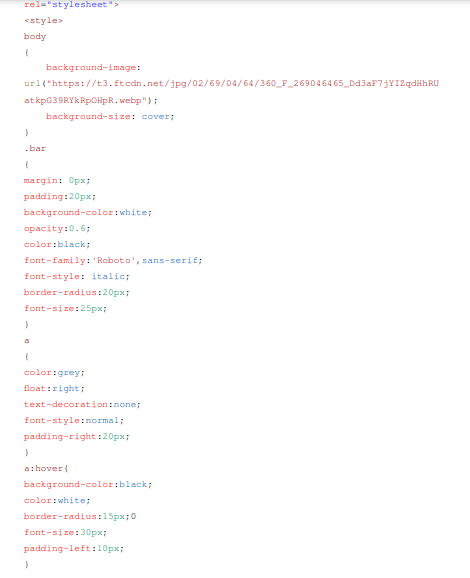 rel="stylesheet">
<style>
body
{
background-image:
url("https://t3.ftcdn.net/jpg/02/69/04/64/360_F_269046465_Dd3aF7jYIZqdHhRU
atkpG39RYkRpOHpR.webp");
background-size: cover;
}
.bar
{
margin: 0px;
padding:20px;
background-color:white;
opacity:0.6;
color:black;
font-family:'Roboto',sans-serif;
font-style: italic;
border-radius:20px;
font-size:25px;
}
a
{
color:grey;
float:right;
text-decoration:none;
font-style:normal;
padding-right:20px;
}
a:hover{
background-color:black;
color:white;
border-radius:15px;0
font-size:30px;
padding-left:10px;
}